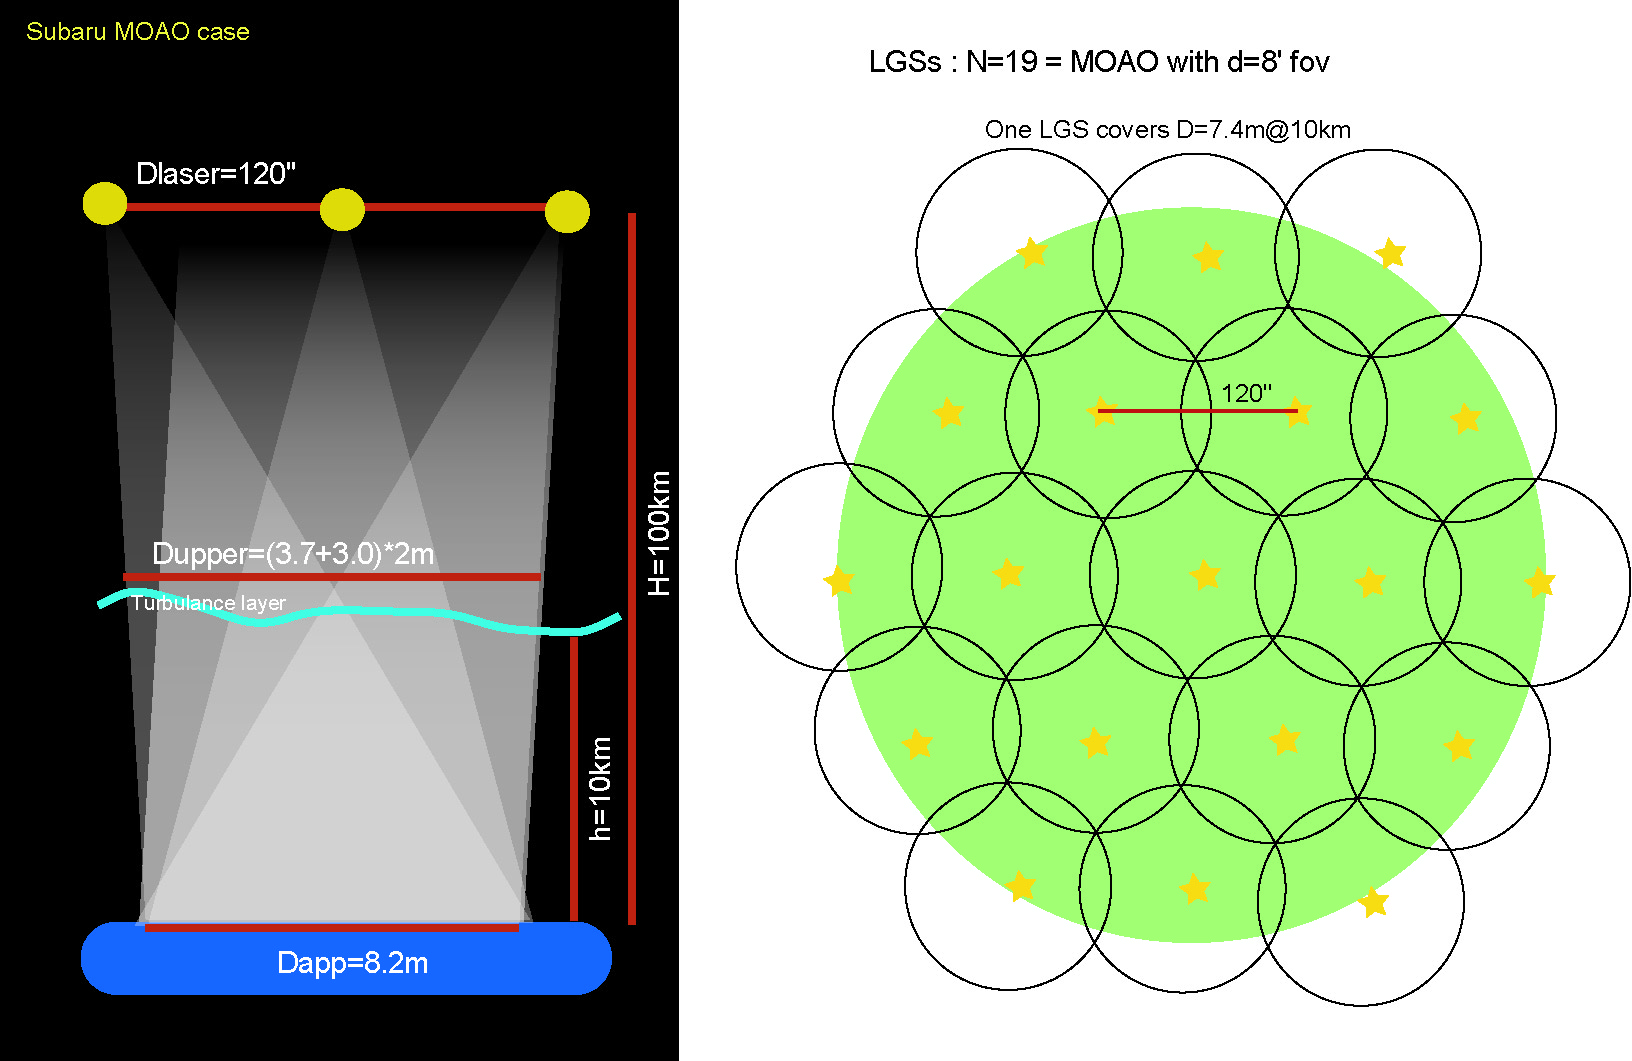 Subaru MOAO case
Dlaser=120"
Dupper=(3.7+3.0)*2m
Turbulance layer
H=100km
h=10km
Dapp=8.2m
LGSs : N=19 = MOAO with d=8' fov
One LGS covers D=7.4m@10km
120"